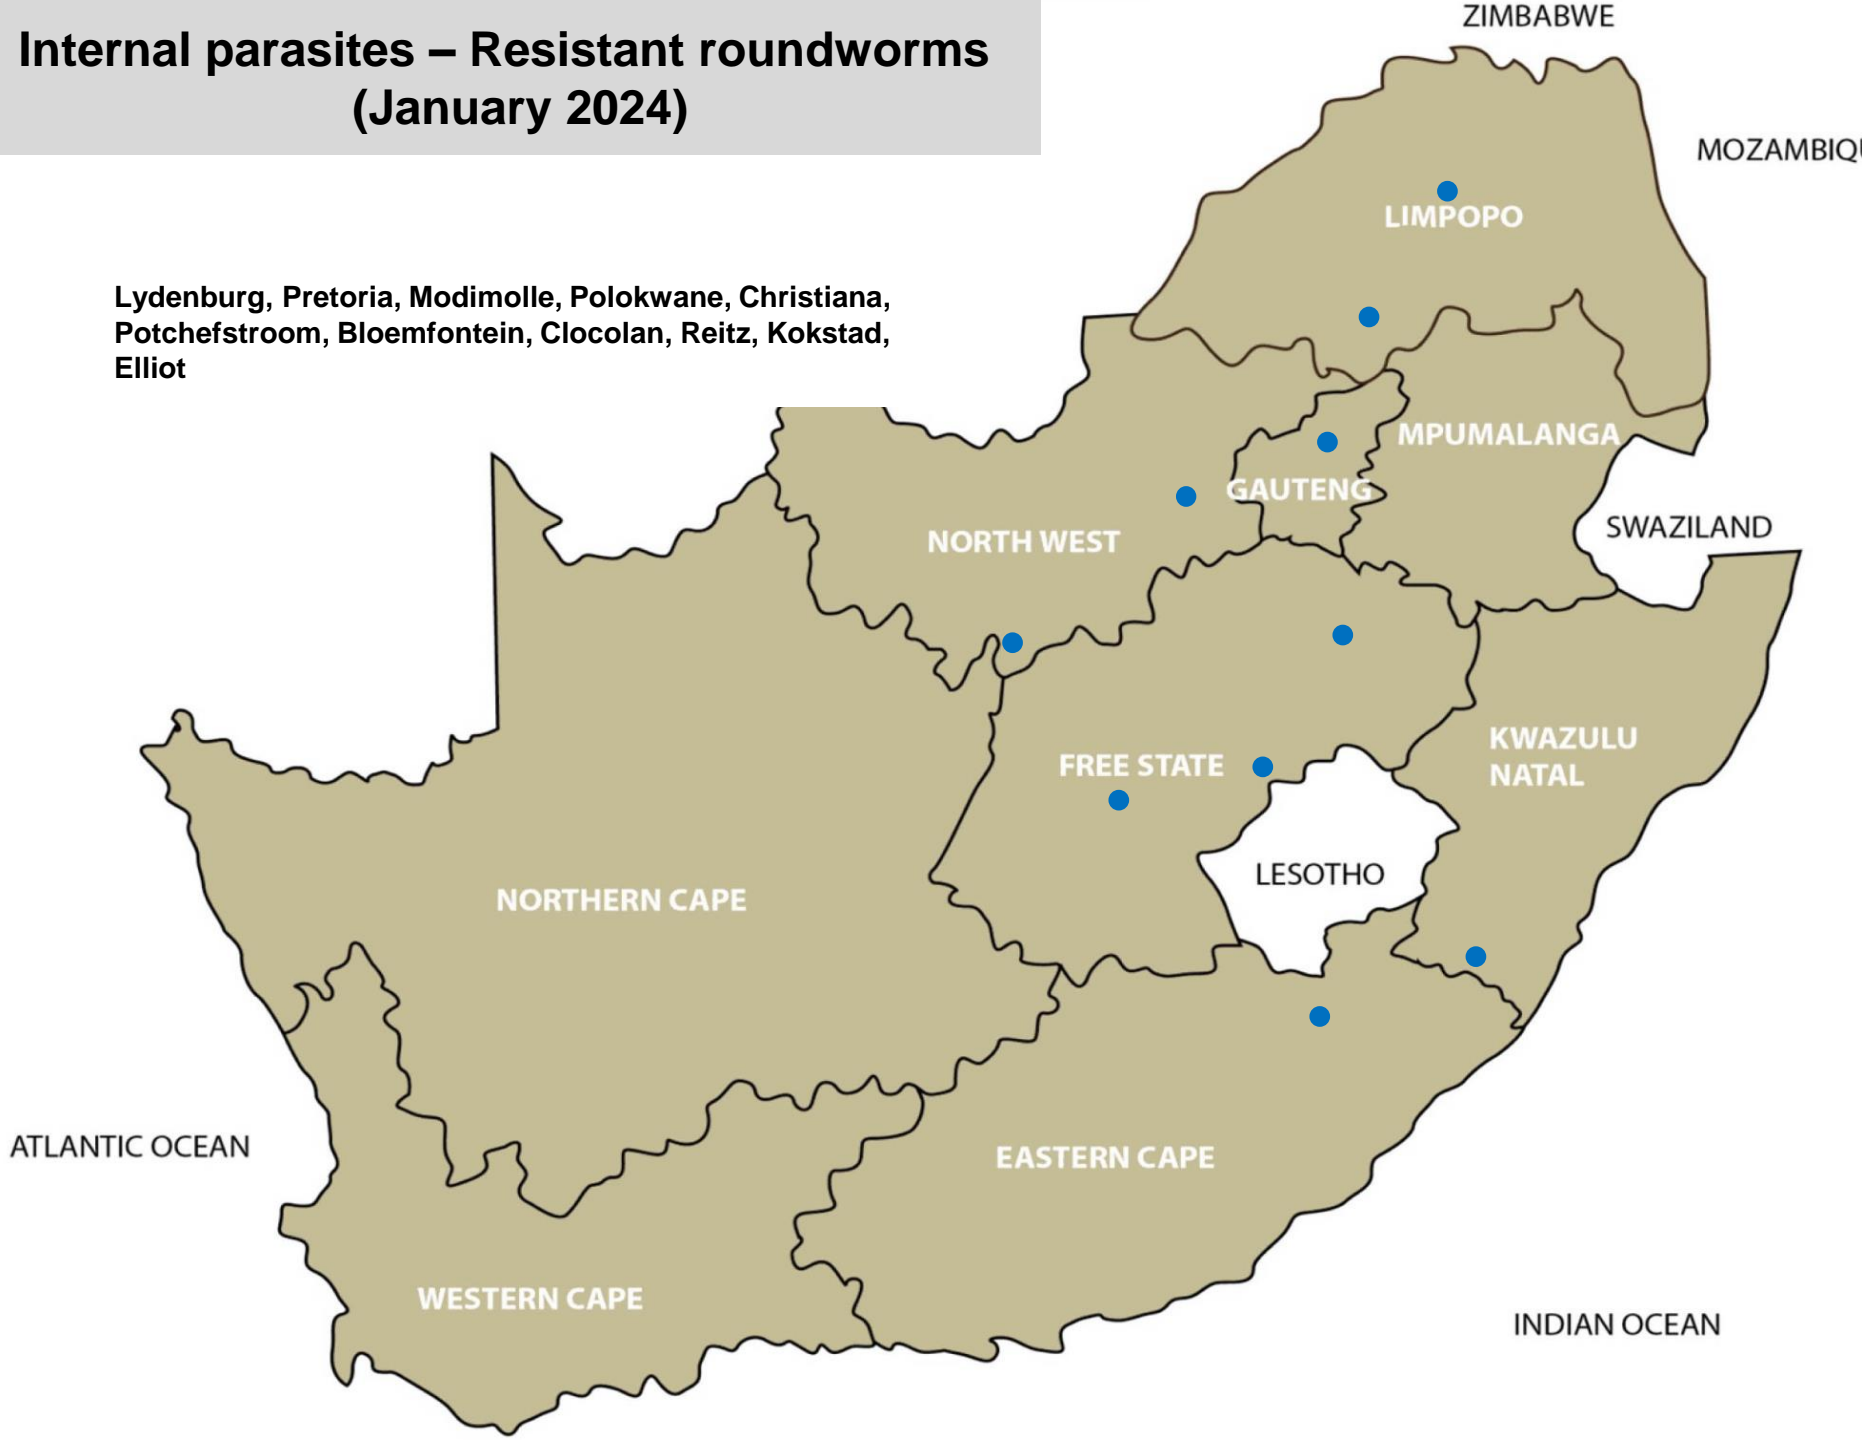 Internal parasites – Resistant roundworms
(January 2024)
ZIMBABWE
MOZAMBIQU
LIMPOPO
Lydenburg, Pretoria, Modimolle, Polokwane, Christiana,
Potchefstroom, Bloemfontein, Clocolan, Reitz, Kokstad,
Elliot
MPUMALANGA
GAUTENG
SWAZILAND
NORTH WEST
KWAZULU
NATAL
FREE STATE
LESOTHO
NORTHERN CAPE
ATLANTIC OCEAN
EASTERN CAPE
WESTERN CAPE
INDIAN OCEAN